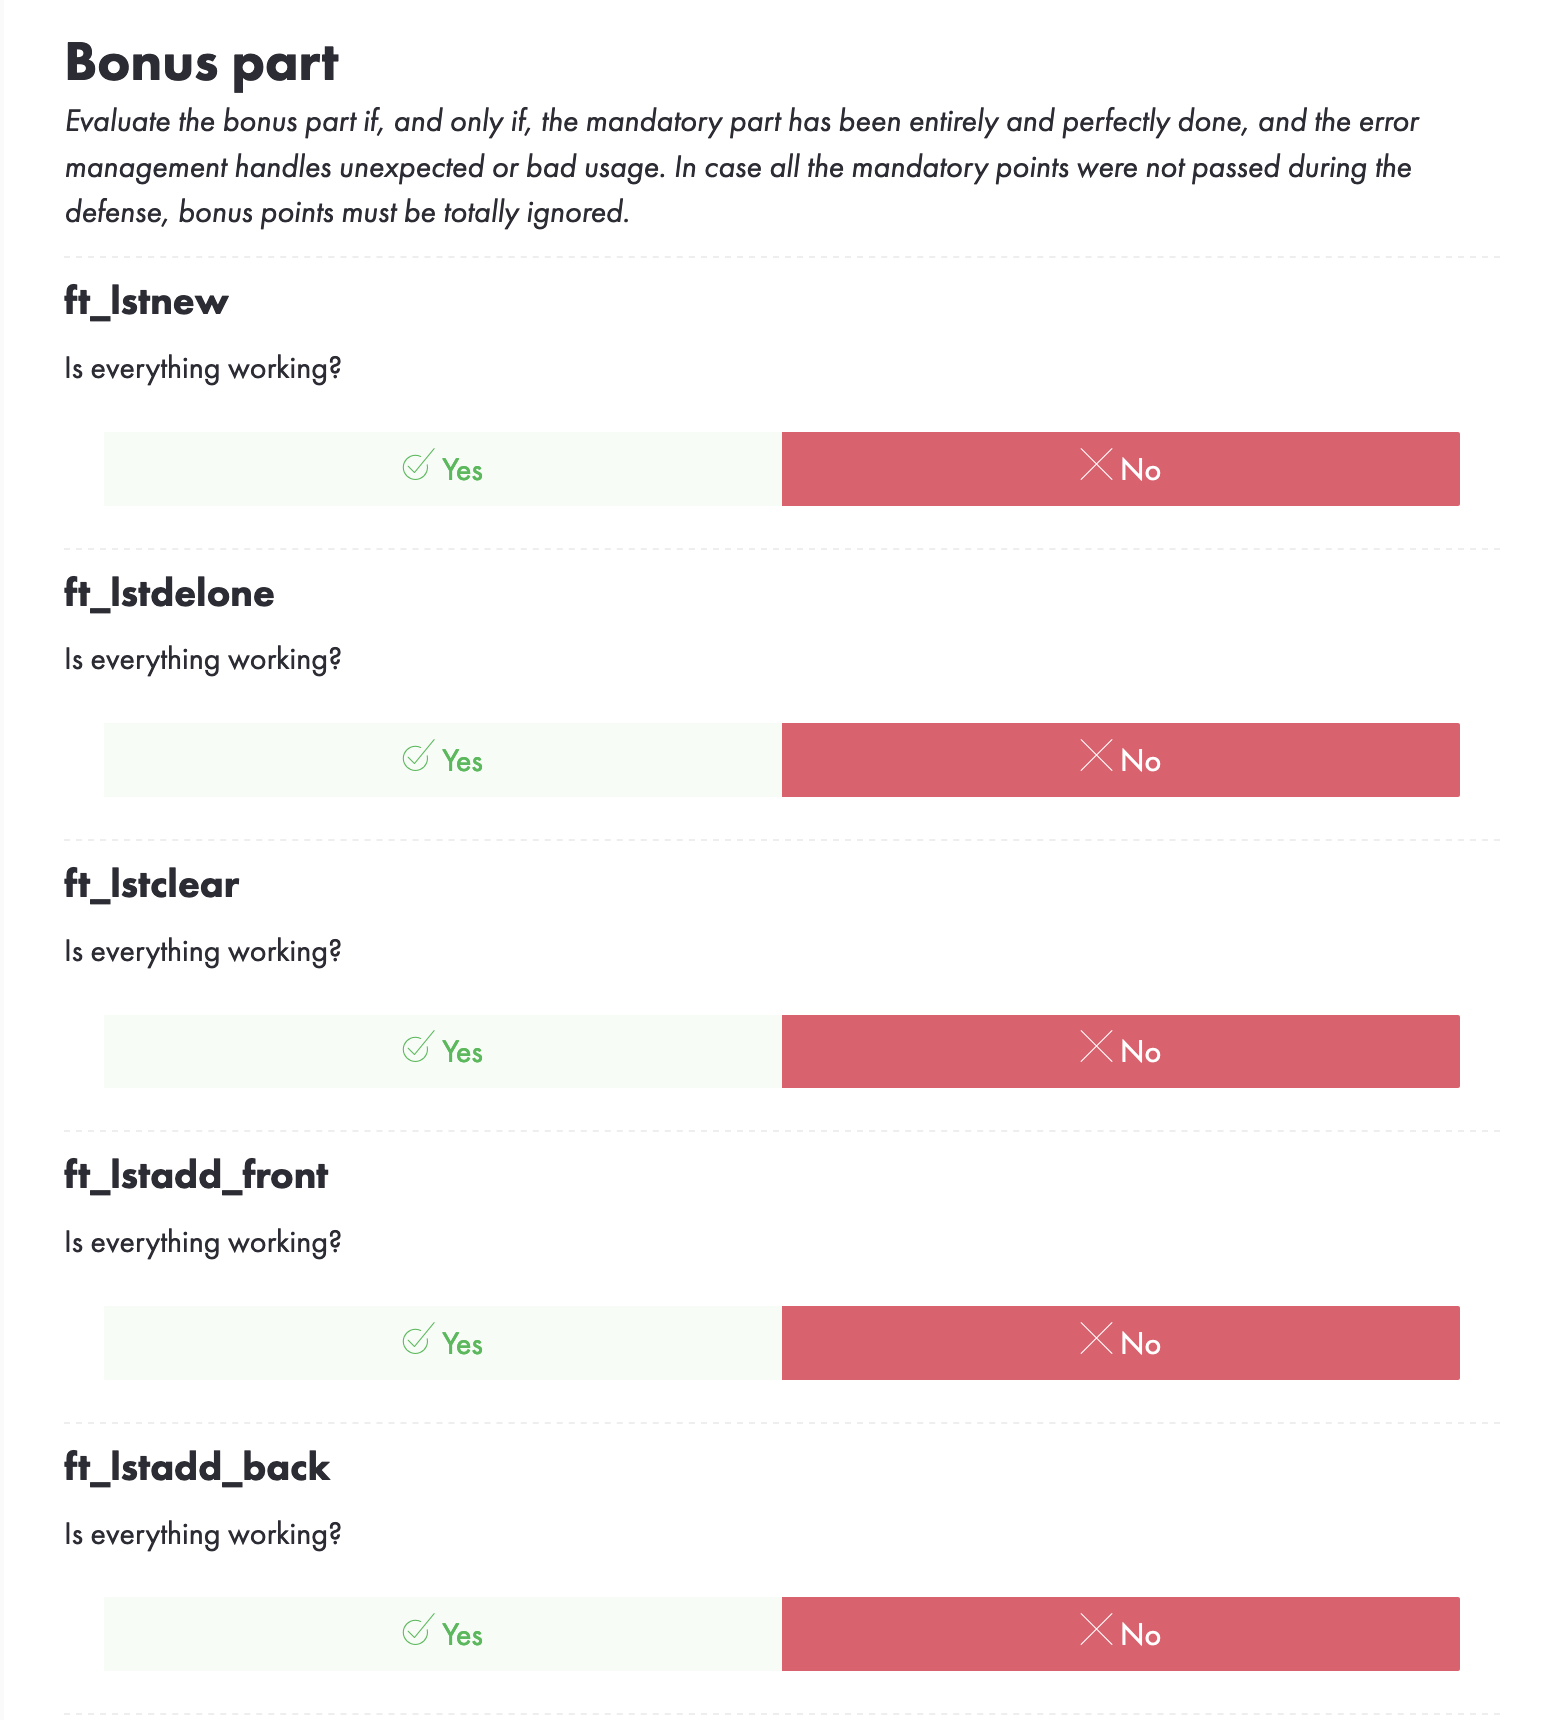 Bonus part
Evaluate the bonus part if, and only if, the mandatory part has been entirely and perfectly done, and the error
management handles unexpected or bad usage. In case all the mandatory points were not passed during the
defense, bonus points must be totally ignored.
ft_lstnew
Is everything working?
Yes No
ft_lstdelone
Is everything working?
Yes No
ft_lstclear
Is everything working?
Yes No
ft_lstadd_front
Is everything working?
Yes No
ft_lstadd_back
Is everything working?
Yes No